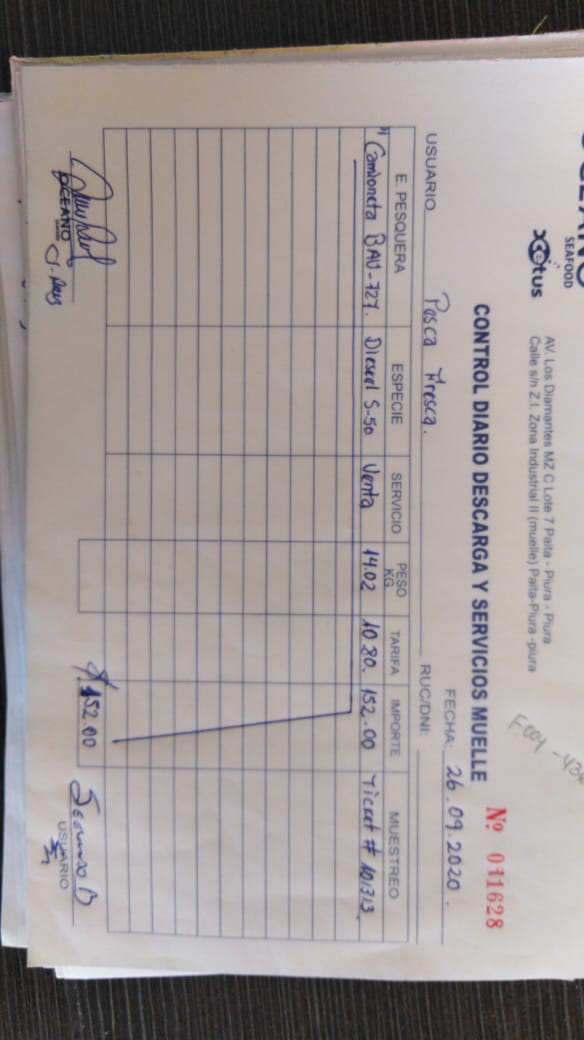 OCEANO
SEAFOOD
xcetus
AV. Los Diamantes MZ C Lote 7 Paita - Piura - Piura
Calle s/n Z.I. Zona Industrial II (muelle) Paita-Piura -piura
CONTROL DIARIO DESCARGA Y SERVICIOS MUELLE
Nº 011628
FECHA: 26.09.2020.
USUARIO Pesca Fresca. RUC/DNI:
E. PESQUERA ESPECIE SERVICIO PESO KG TARIFA IMPORTE MUESTREO
Camioneta BAU-727. Diesel S-50 Venta 14.02 10 80. 152.00 Ticket # 101313.
152.00
OCEANO
USUARIO